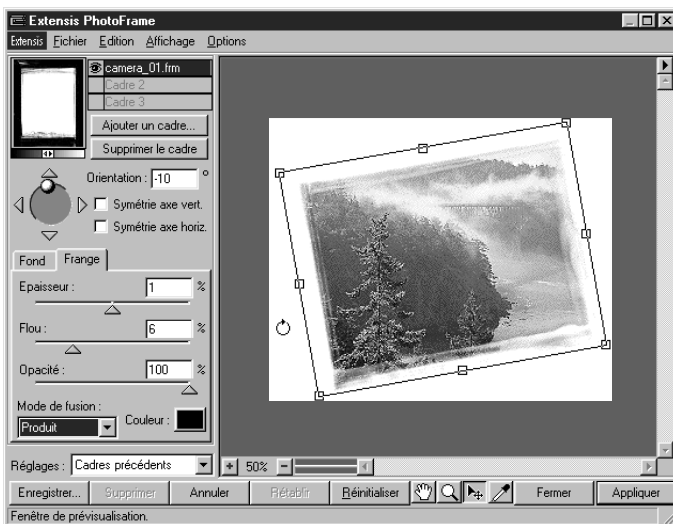 Extensis PhotoFrame
Extensis Fichier Edition Affichage Options
camera_01.frm
Cadre 2
Cadre 3
Ajouter un cadre...
Supprimer le cadre
Orientation : -10 °
Symétrie axe vert.
Symétrie axe horiz.
Fond Frange
Epaisseur : 1 %
Flou : 6 %
Opacité : 100 %
Mode de fusion :
Produit Couleur :
Réglages : Cadres précédents + 50% -
Enregistrer... Supprimer Annuler Rétablir Réinitialiser Fermer Appliquer
Fenêtre de prévisualisation.